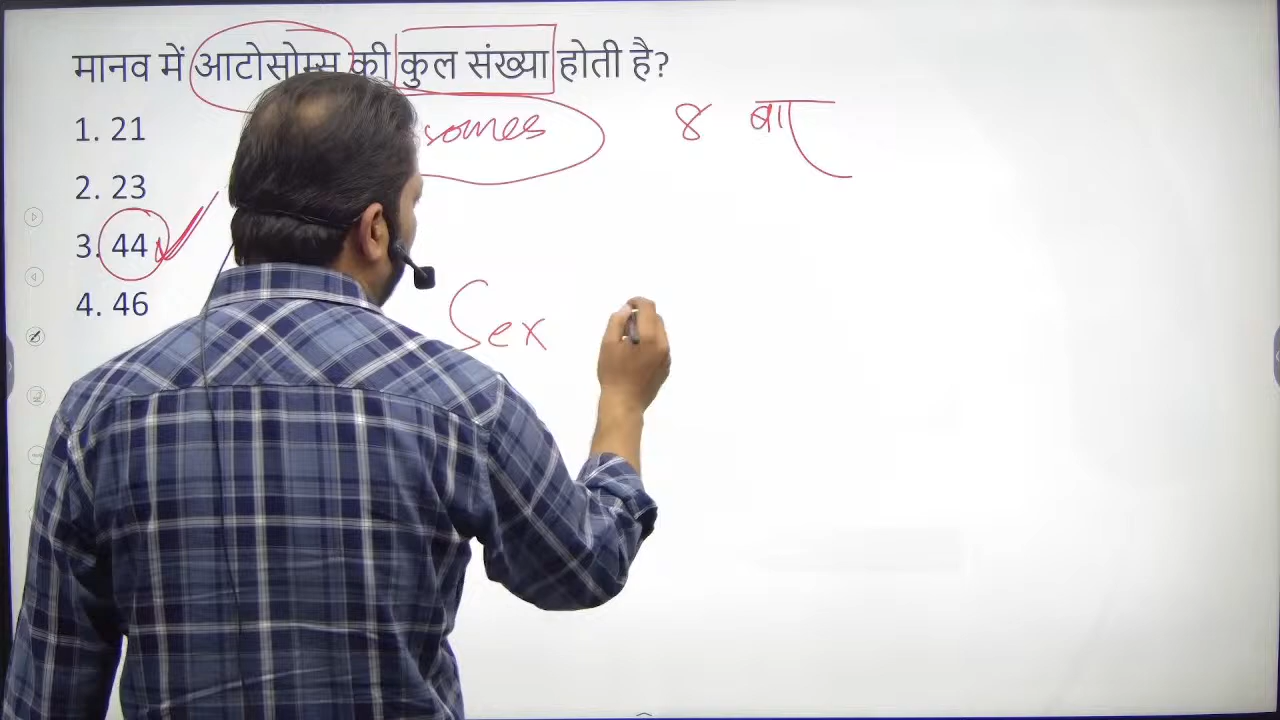 मानव में आटोसोम्स की कुल संख्या होती है?
1. 21
somes 8 बार
2. 23
3. 44
4. 46
Sex